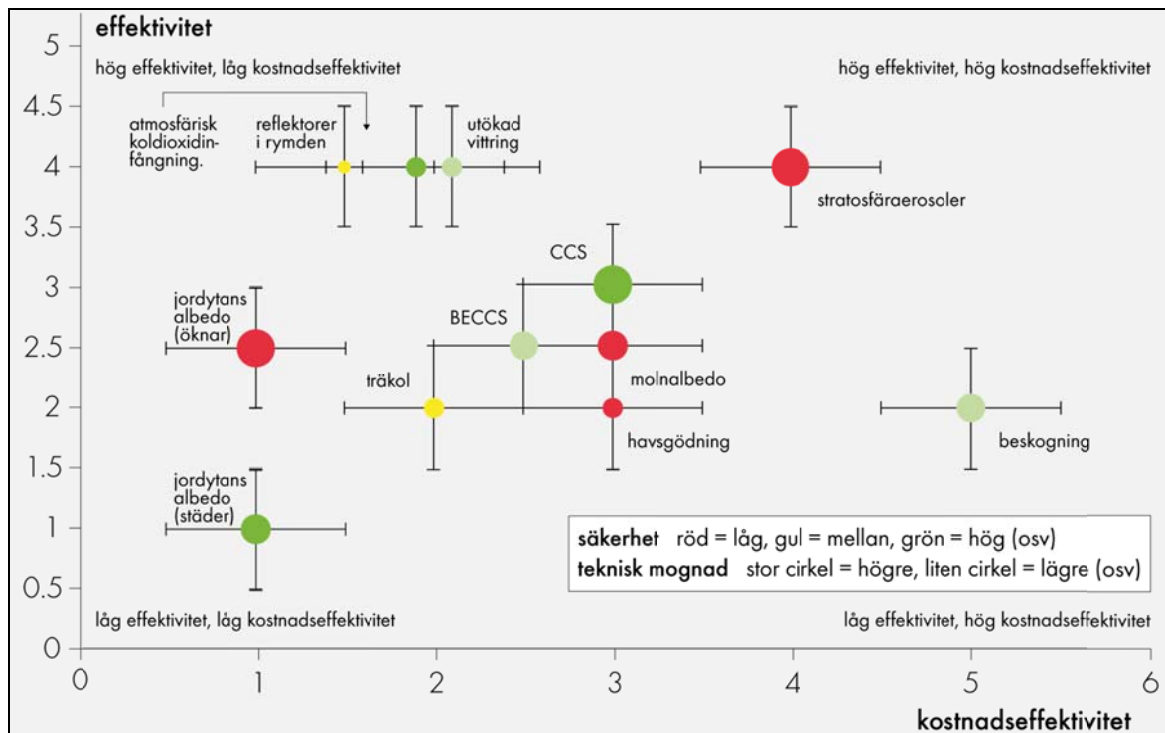 effektivitet
5
hög effektivitet, låg kostnadseffektivitet
hög effektivitet, hög kostnadseffektivitet
4.5
atmosfärisk
koldioxidin-
fångning.
reflektorer
i rymden
utökad
vittring
4
stratosfäraerosoler
3.5
CCS
3
jordytans
albedo
(öknar)
BECCS
2.5
träkol
molnalbedo
2
havsgödning
beskogning
1.5
jordytans
albedo
(städer)
1
säkerhet röd = låg, gul = mellan, grön = hög (osv)
teknisk mognad stor cirkel = högre, liten cirkel = lägre (osv)
0.5
låg effektivitet, låg kostnadseffektivitet
låg effektivitet, hög kostnadseffektivitet
0
0 1 2 3 4 5 6
kostnadseffektivitet